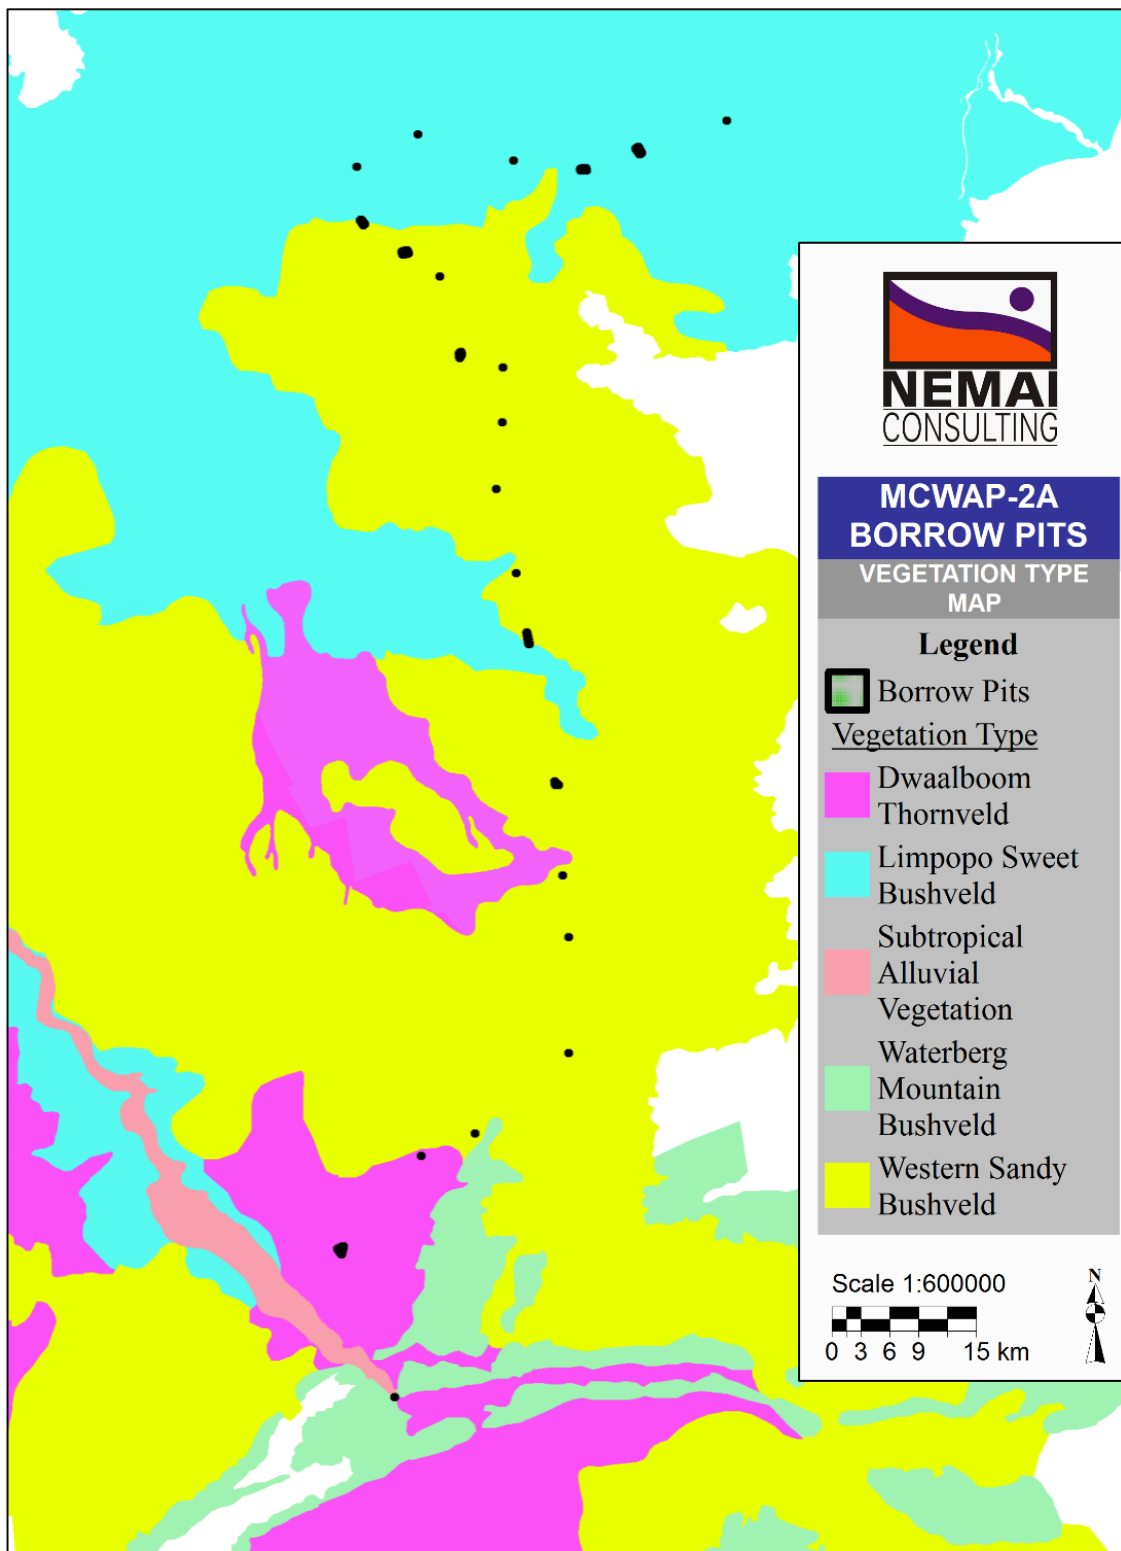 NEMAI
CONSULTING
MCWAP-2A
BORROW PITS
VEGETATION TYPE
MAP
Legend
Borrow Pits
Vegetation Type
Dwaalboom
Thornveld
Limpopo Sweet
Bushveld
Subtropical
Alluvial
Vegetation
Waterberg
Mountain
Bushveld
Western Sandy
Bushveld
Scale 1:600000
N
0 3 6 9 15 km